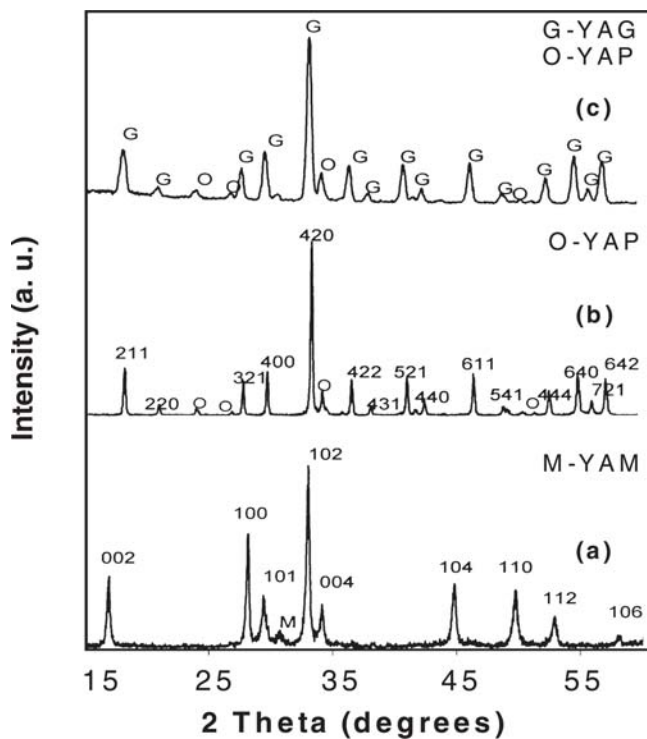 G-YAG
O-YAP
(c)
G G O O G G G O G G G G G G O G G G G
O-YAP
(b)
211 220 O O 321 400 420 O 422 431 521 440 611 541 O 444 640 721 642
M-YAM
(a)
002 100 101 M 102 004 104 110 112 106
Intensity (a. u.)
15 25 35 45 55
2 Theta (degrees)